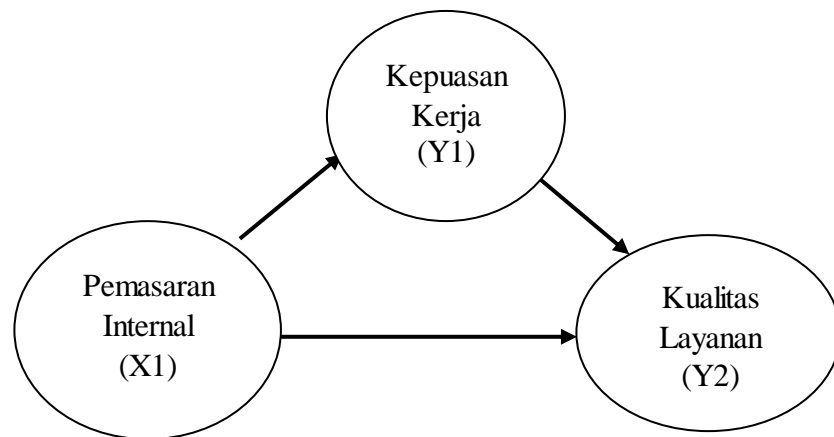 Kepuasan
Kerja
(Y1)
Pemasaran
Internal
(X1)
Kualitas
Layanan
(Y2)